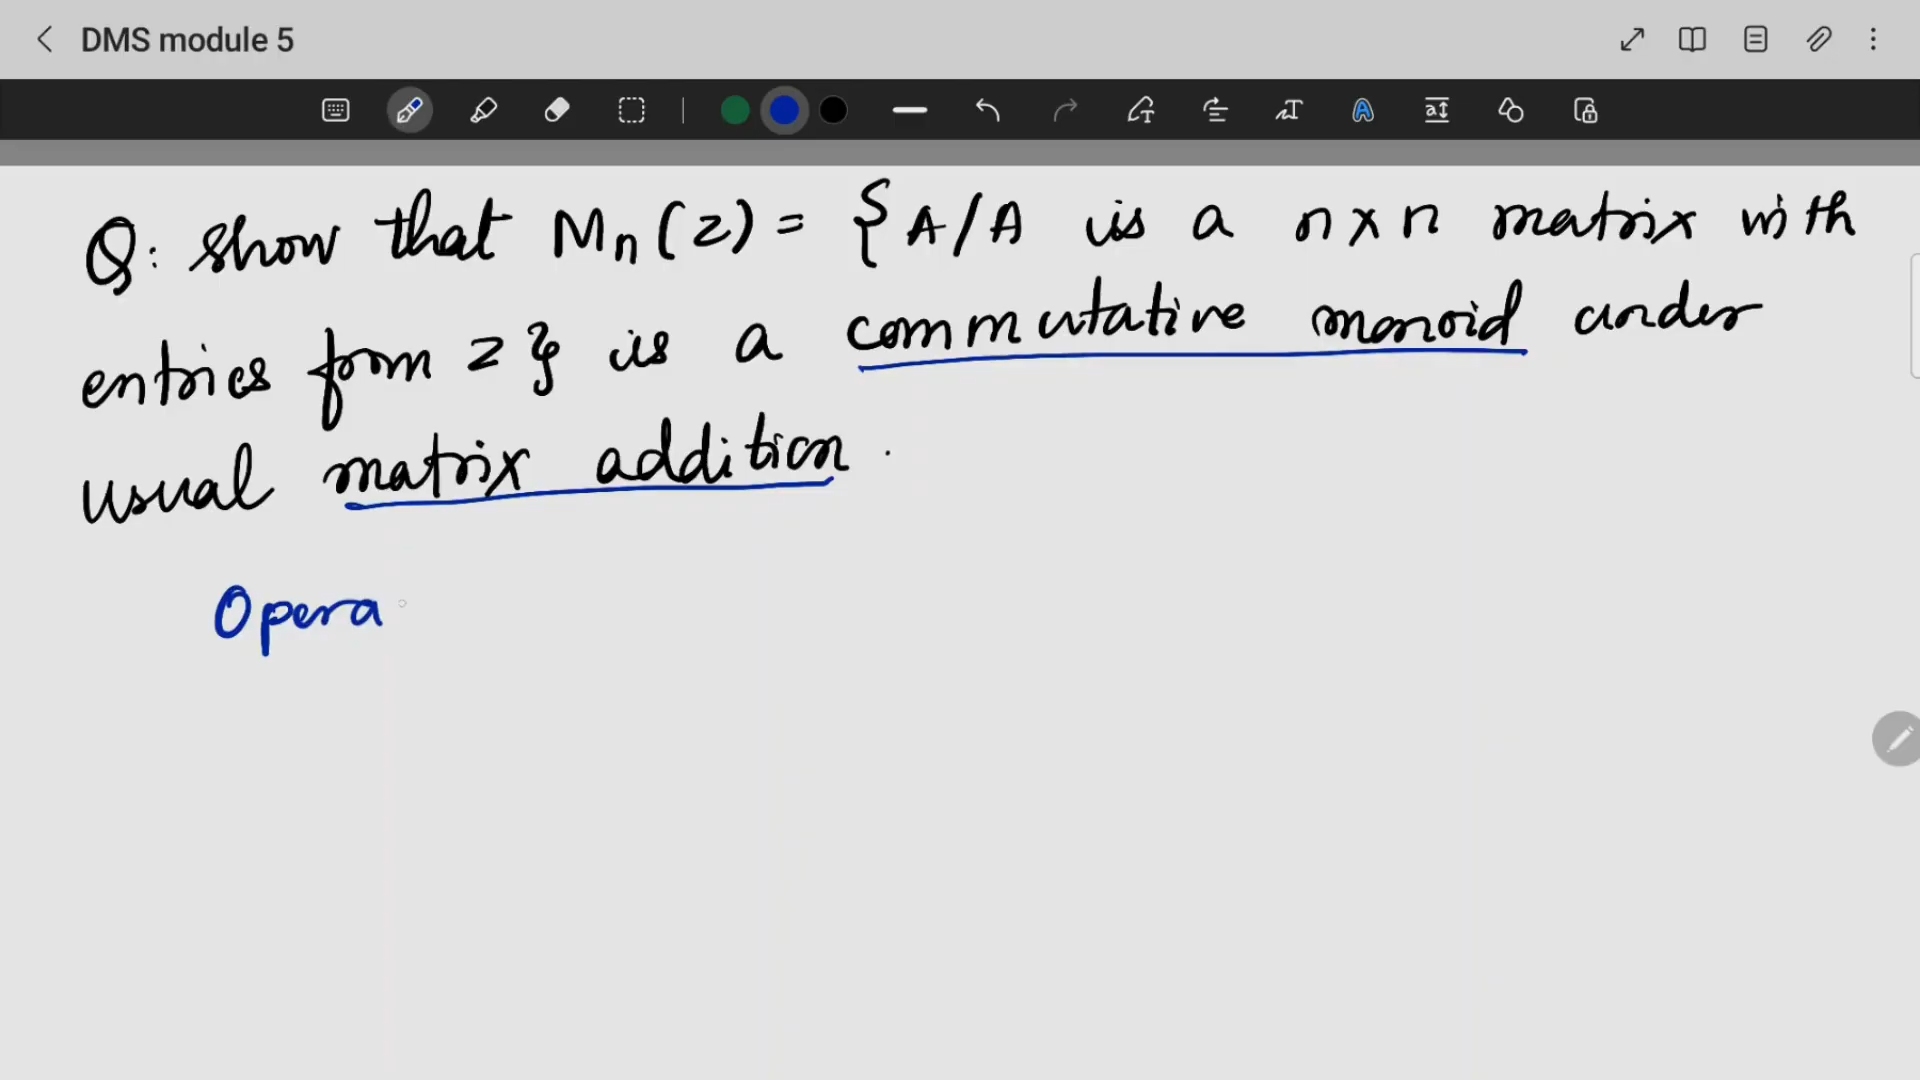 DMS module 5
Q: show that Mn(Z) = {A/A is a n x n matrix with
entries from Z} is a commutative monoid under
usual matrix addition.
Opera